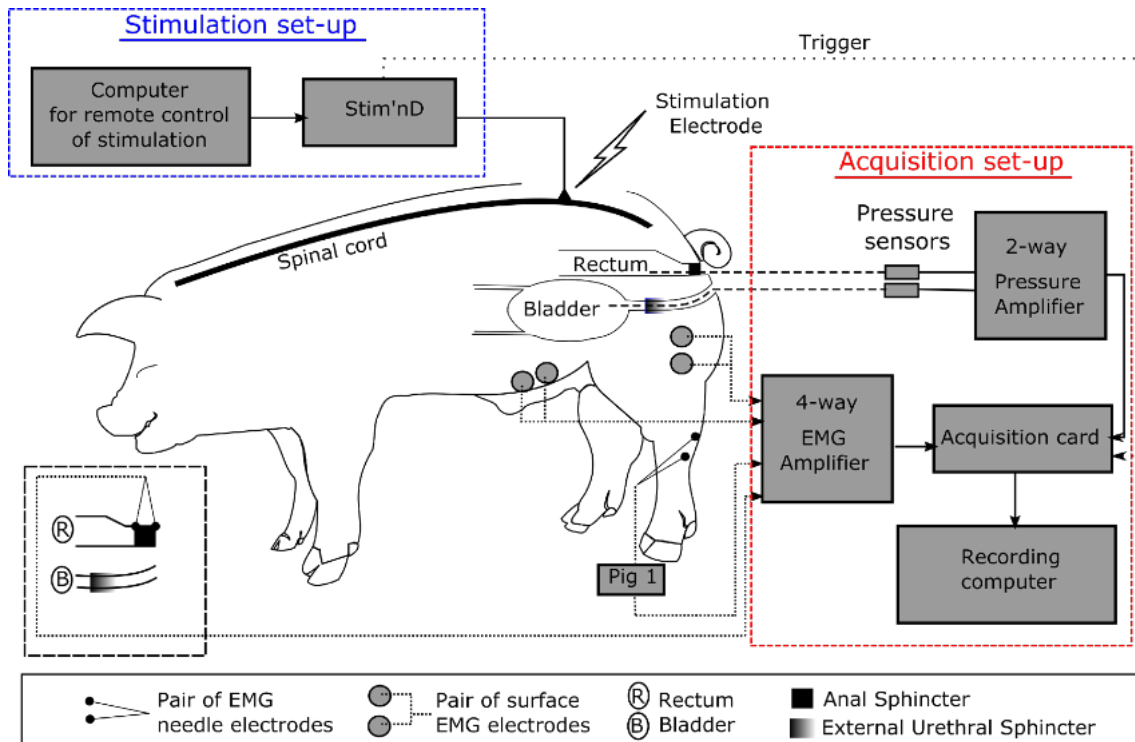 Stimulation set-up
Computer
for remote control
of stimulation
Stim'nD
Trigger
Stimulation
Electrode
Acquisition set-up
Pressure
sensors
2-way
Pressure
Amplifier
Spinal cord
Rectum
Bladder
4-way
EMG
Amplifier
Acquisition card
Recording
computer
R
B
Pig 1
Pair of EMG
needle electrodes
Pair of surface
EMG electrodes
R Rectum
B Bladder
Anal Sphincter
External Urethral Sphincter